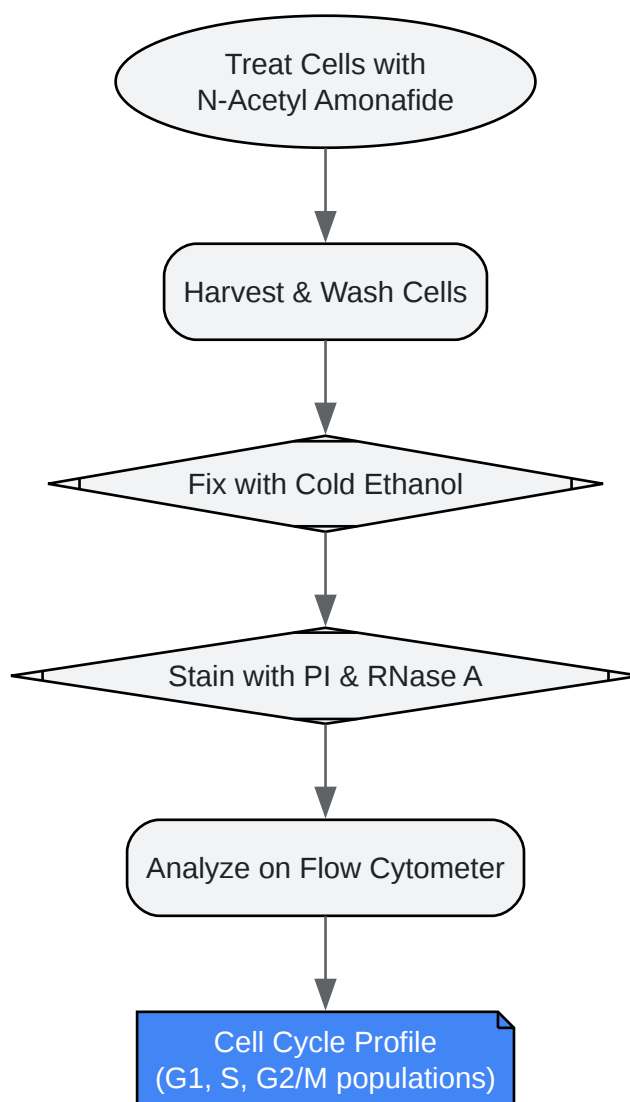 Treat Cells with
N-Acetyl Amonafide
Harvest & Wash Cells
Fix with Cold Ethanol
Stain with PI & RNase A
Analyze on Flow Cytometer
Cell Cycle Profile
(G1, S, G2/M populations)